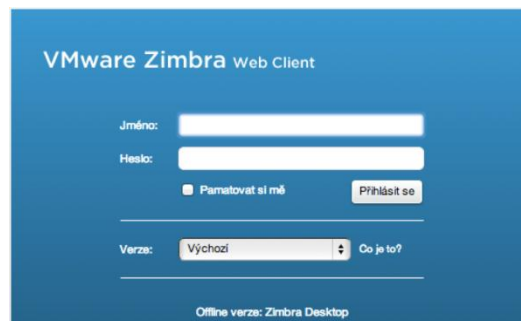 VMware Zimbra Web Client
Jméno:
Heslo:
Pamatovat si mě Přihlásit se
Verze: Výchozí Co je to?
Offline verze: Zimbra Desktop